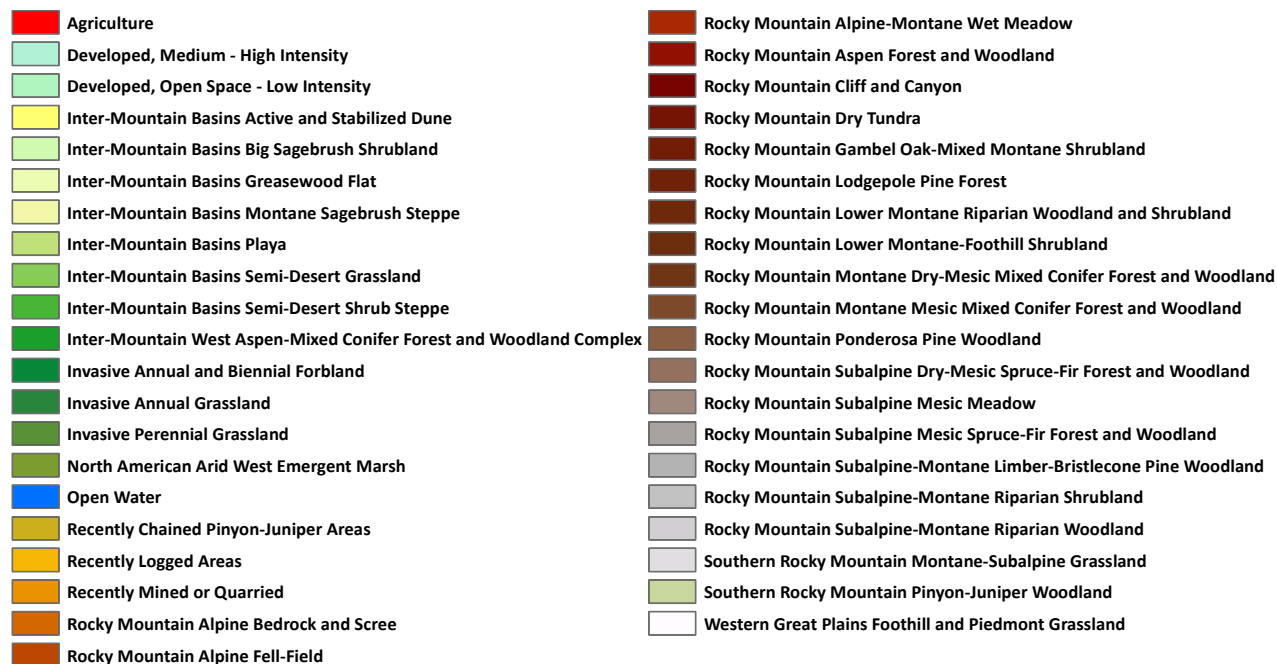 Agriculture
Developed, Medium - High Intensity
Developed, Open Space - Low Intensity
Inter-Mountain Basins Active and Stabilized Dune
Inter-Mountain Basins Big Sagebrush Shrubland
Inter-Mountain Basins Greasewood Flat
Inter-Mountain Basins Montane Sagebrush Steppe
Inter-Mountain Basins Playa
Inter-Mountain Basins Semi-Desert Grassland
Inter-Mountain Basins Semi-Desert Shrub Steppe
Inter-Mountain West Aspen-Mixed Conifer Forest and Woodland Complex
Invasive Annual and Biennial Forbland
Invasive Annual Grassland
Invasive Perennial Grassland
North American Arid West Emergent Marsh
Open Water
Recently Chained Pinyon-Juniper Areas
Recently Logged Areas
Recently Mined or Quarried
Rocky Mountain Alpine Bedrock and Scree
Rocky Mountain Alpine Fell-Field
Rocky Mountain Alpine-Montane Wet Meadow
Rocky Mountain Aspen Forest and Woodland
Rocky Mountain Cliff and Canyon
Rocky Mountain Dry Tundra
Rocky Mountain Gambel Oak-Mixed Montane Shrubland
Rocky Mountain Lodgepole Pine Forest
Rocky Mountain Lower Montane Riparian Woodland and Shrubland
Rocky Mountain Lower Montane-Foothill Shrubland
Rocky Mountain Montane Dry-Mesic Mixed Conifer Forest and Woodland
Rocky Mountain Montane Mesic Mixed Conifer Forest and Woodland
Rocky Mountain Ponderosa Pine Woodland
Rocky Mountain Subalpine Dry-Mesic Spruce-Fir Forest and Woodland
Rocky Mountain Subalpine Mesic Meadow
Rocky Mountain Subalpine Mesic Spruce-Fir Forest and Woodland
Rocky Mountain Subalpine-Montane Limber-Bristlecone Pine Woodland
Rocky Mountain Subalpine-Montane Riparian Shrubland
Rocky Mountain Subalpine-Montane Riparian Woodland
Southern Rocky Mountain Montane-Subalpine Grassland
Southern Rocky Mountain Pinyon-Juniper Woodland
Western Great Plains Foothill and Piedmont Grassland